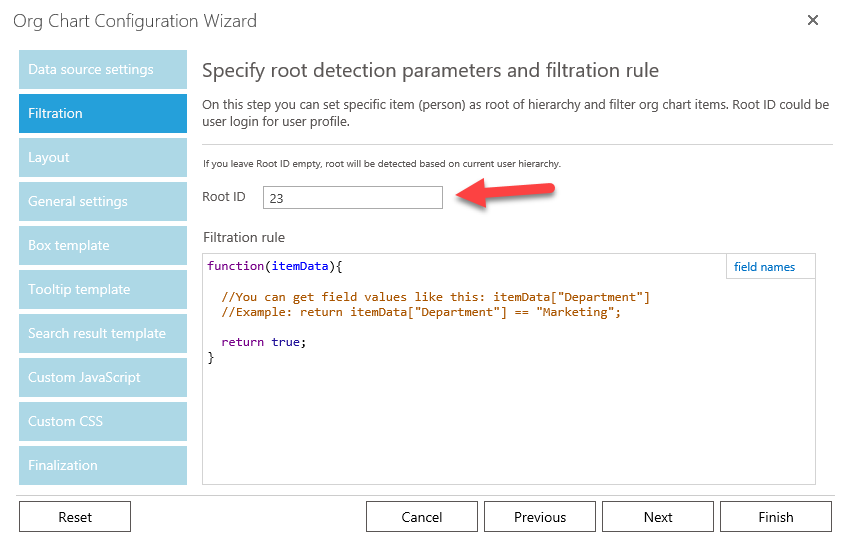 Org Chart Configuration Wizard
Data source settings
Filtration
Layout
General settings
Box template
Tooltip template
Search result template
Custom JavaScript
Custom CSS
Finalization
Specify root detection parameters and filtration rule
On this step you can set specific item (person) as root of hierarchy and filter org chart items. Root ID could be
user login for user profile.
If you leave Root ID empty, root will be detected based on current user hierarchy.
Root ID 23
Filtration rule
field names
function(itemData){
//You can get field values like this: itemData["Department"]
//Example: return itemData["Department"] == "Marketing";
return true;
}
Reset Cancel Previous Next Finish